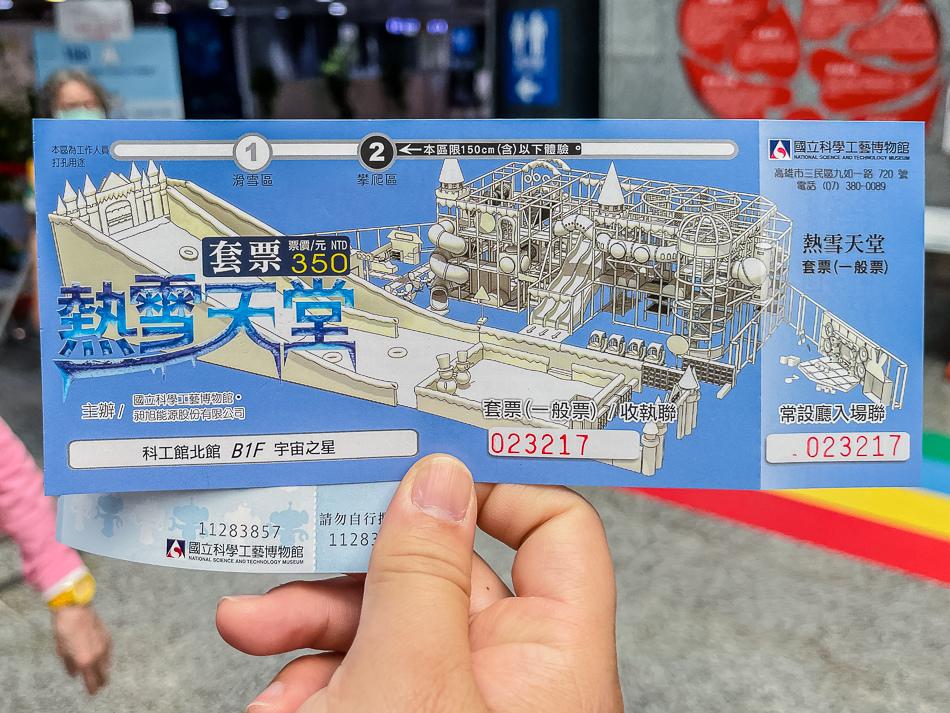 本區為工作人員
打孔用途
1
2
←本區限150cm(含)以下體驗。
滑雪區
攀爬區
國立科學工藝博物館
NATIONAL SCIENCE AND TECHNOLOGY MUSEUM
高雄市三民區九如一路 720 號
電話 (07) 380-0089
套票 票價/元 NTD
350
熱雪天堂
熱雪天堂
套票(一般票)
主辦/
國立科學工藝博物館。
昶旭能源股份有限公司
科工館北館 B1F 宇宙之星
套票(一般票)/收執聯
023217
常設廳入場聯
023217
11283857
國立科學工藝博物館
NATIONAL SCIENCE AND TECHNOLOGY MUSEUM
請勿自行
1128